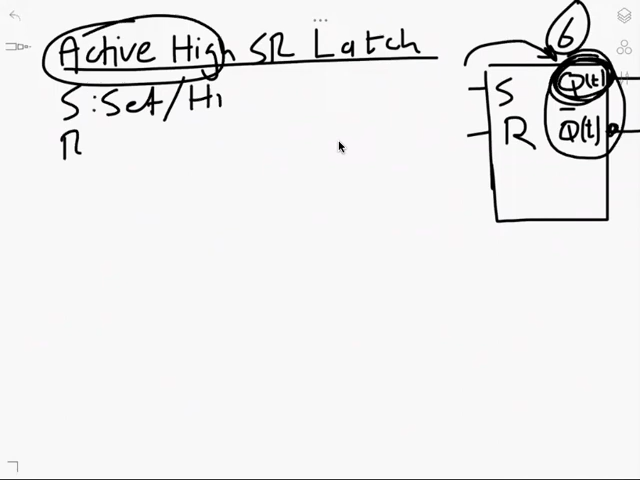 Active High SR Latch
S:Set/Hi
R
6
S Q(t)
R Q̅(t)